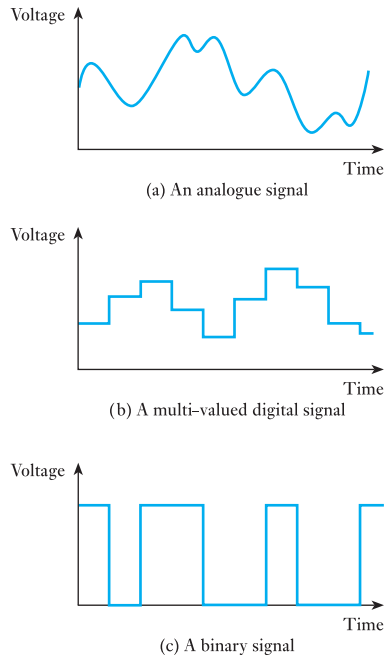 Voltage
Time
(a) An analogue signal
Voltage
Time
(b) A multi-valued digital signal
Voltage
Time
(c) A binary signal